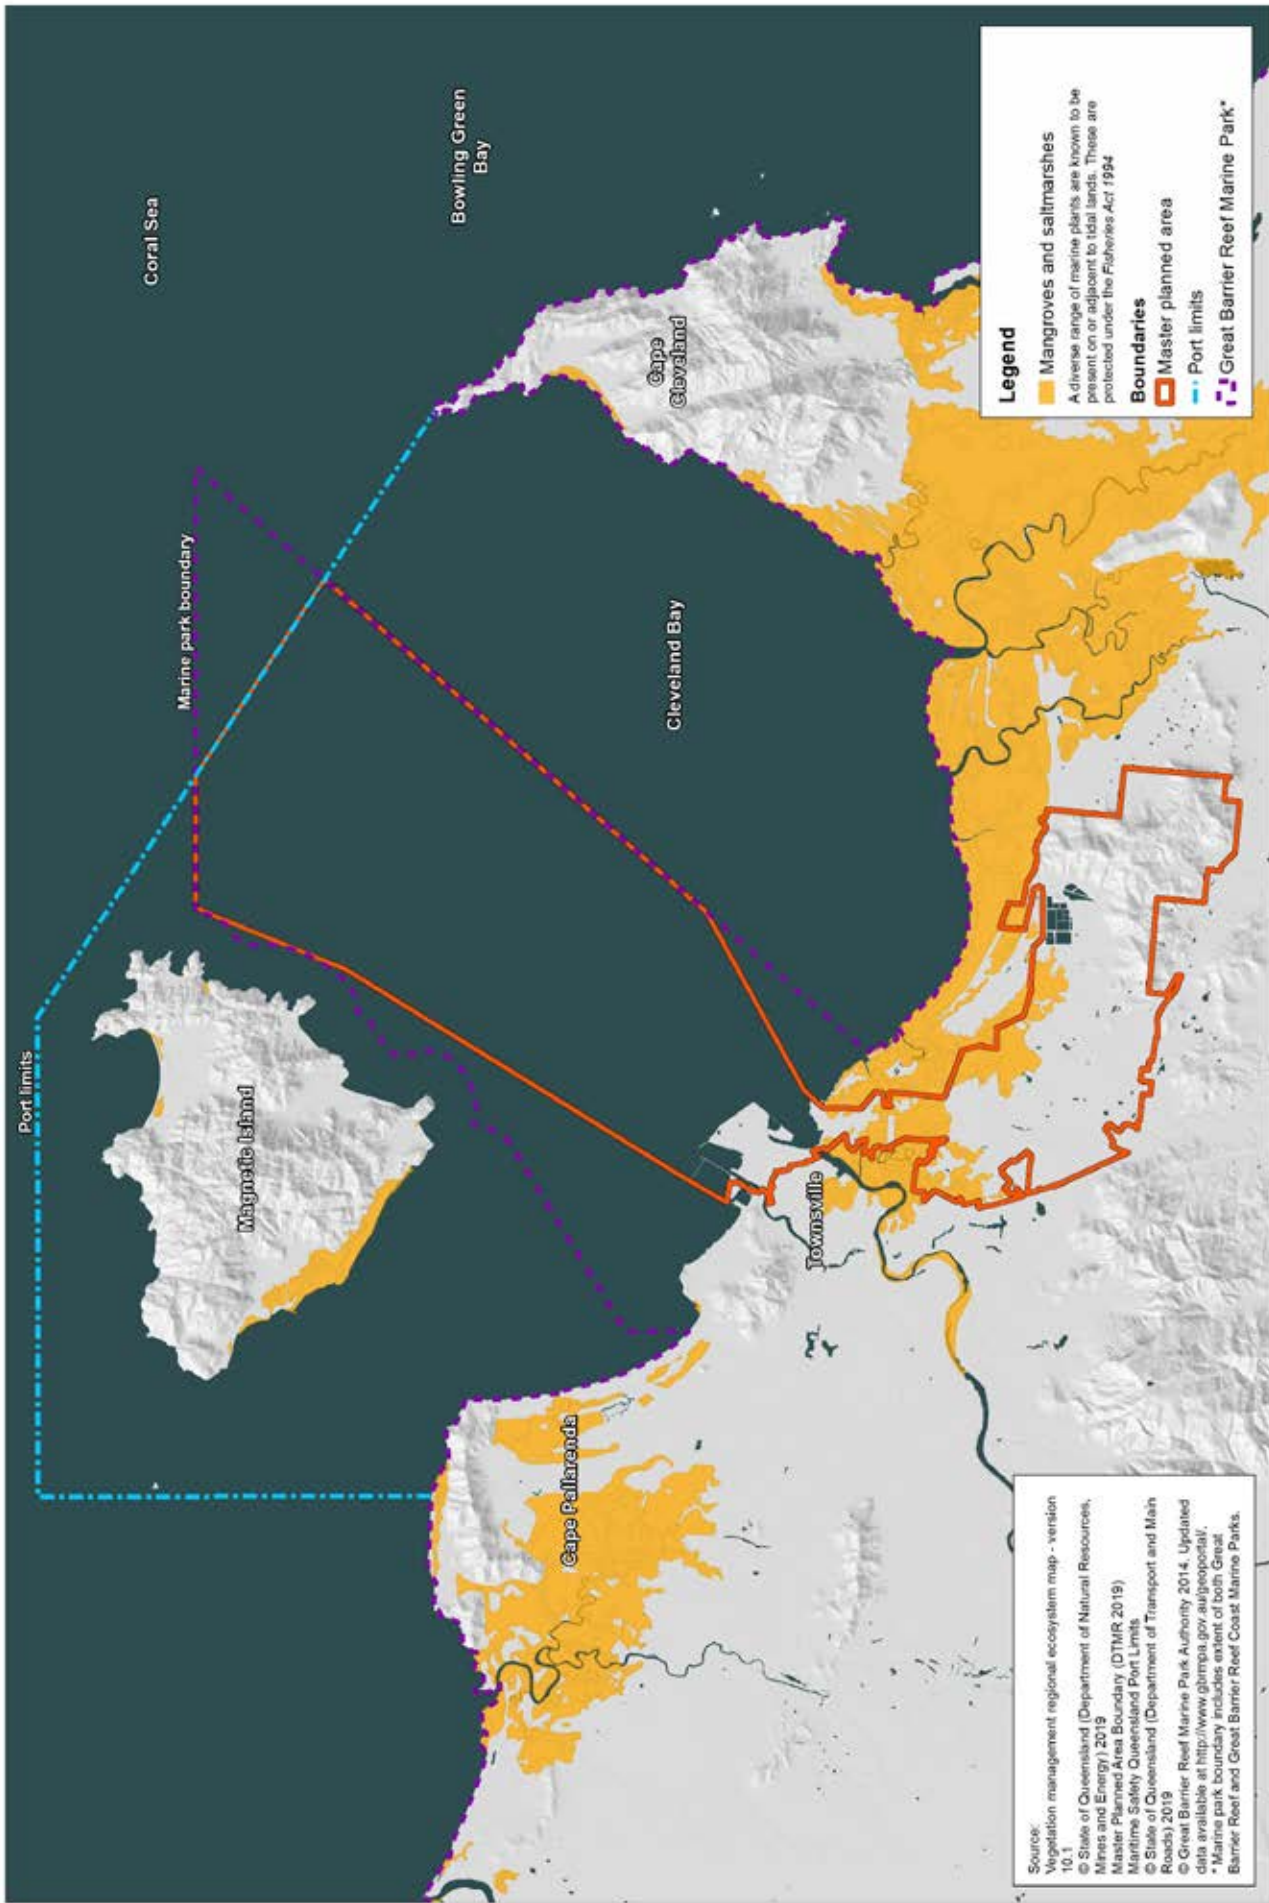 Coral Sea
Bowling Green
Bay
Marine park boundary
Port limits
Magnetic Island
Cape
Cleveland
Cleveland Bay
Townsville
Cape Pallarenda
Legend
Mangroves and saltmarshes
A diverse range of marine plants are known to be
present on or adjacent to tidal lands. These are
protected under the Fisheries Act 1994
Boundaries
Master planned area
Port limits
Great Barrier Reef Marine Park*
Source:
Vegetation management regional ecosystem map - version
10.1
© State of Queensland (Department of Natural Resources,
Mines and Energy) 2019
Master Planned Area Boundary (DTMR 2019)
Maritime Safety Queensland Port Limits
© State of Queensland (Department of Transport and Main
Roads) 2019
© Great Barrier Reef Marine Park Authority 2014. Updated
data available at http://www.gbrmpa.gov.au/geoportal/.
* Marine park boundary includes extent of both Great
Barrier Reef and Great Barrier Reef Coast Marine Parks.